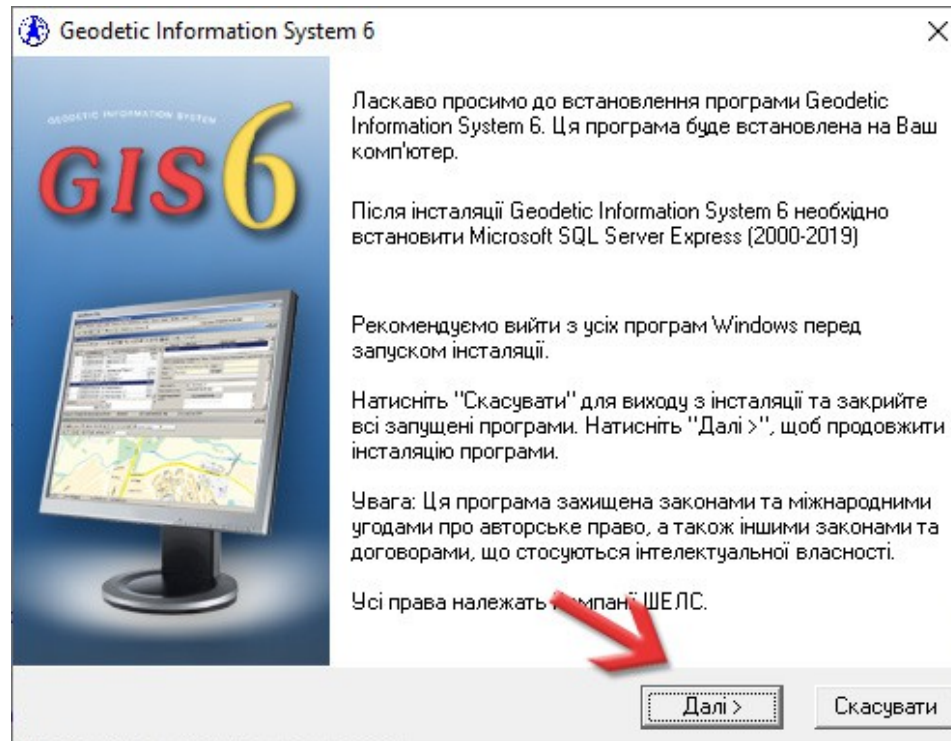 Geodetic Information System 6
GEODETIC INFORMATION SYSTEM
GIS6
Ласкаво просимо до встановлення програми Geodetic
Information System 6. Ця програма буде встановлена на Ваш
комп'ютер.
Після інсталяції Geodetic Information System 6 необхідно
встановити Microsoft SQL Server Express (2000-2019)
Рекомендуємо вийти з усіх програм Windows перед
запуском інсталяції.
Натисніть "Скасувати" для виходу з інсталяції та закрийте
всі запущені програми. Натисніть "Далі >", щоб продовжити
інсталяцію програми.
Увага: Ця програма захищена законами та міжнародними
угодами про авторське право, а також іншими законами та
договорами, що стосуються інтелектуальної власності.
Усі права належать компанії ШЕЛС.
Далі >
Скасувати